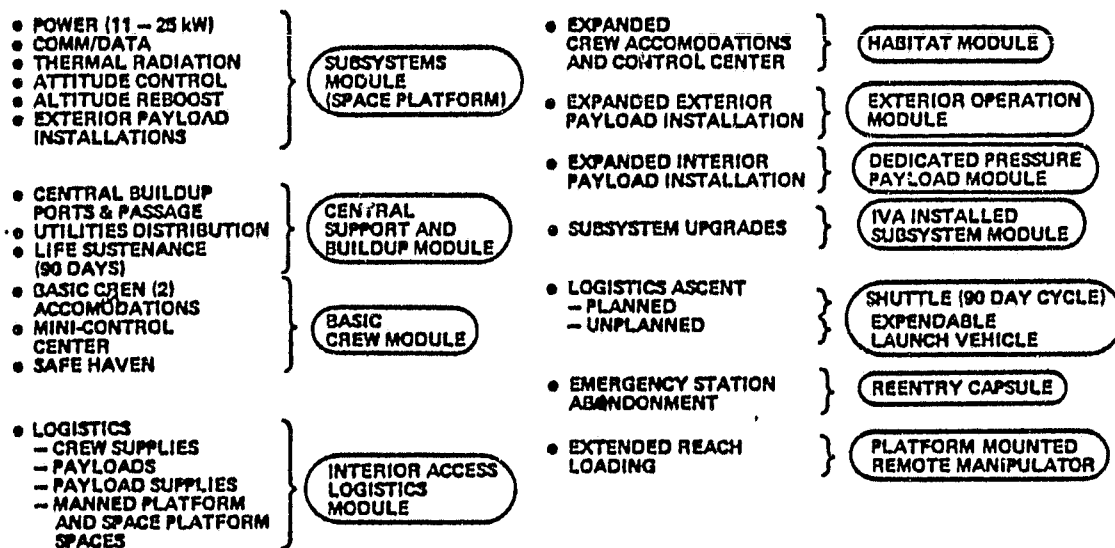 • POWER (11 – 25 kW)
• COMM/DATA
• THERMAL RADIATION
• ATTITUDE CONTROL
• ALTITUDE REBOOST
• EXTERIOR PAYLOAD
INSTALLATIONS
SUBSYSTEMS
MODULE
(SPACE PLATFORM)
• CENTRAL BUILDUP
PORTS & PASSAGE
• UTILITIES DISTRIBUTION
• LIFE SUSTENANCE
(90 DAYS)
CENTRAL
SUPPORT AND
BUILDUP MODULE
• BASIC CREN (2)
ACCOMODATIONS
• MINI-CONTROL
CENTER
• SAFE HAVEN
BASIC
CREW MODULE
• LOGISTICS
– CREW SUPPLIES
– PAYLOADS
– PAYLOAD SUPPLIES
– MANNED PLATFORM
AND SPACE PLATFORM
SPACES
INTERIOR ACCESS
LOGISTICS
MODULE
• EXPANDED
CREW ACCOMODATIONS
AND CONTROL CENTER
HABITAT MODULE
• EXPANDED EXTERIOR
PAYLOAD INSTALLATION
EXTERIOR OPERATION
MODULE
• EXPANDED INTERIOR
PAYLOAD INSTALLATION
DEDICATED PRESSURE
PAYLOAD MODULE
• SUBSYSTEM UPGRADES
IVA INSTALLED
SUBSYSTEM MODULE
• LOGISTICS ASCENT
– PLANNED
– UNPLANNED
SHUTTLE (90 DAY CYCLE)
EXPENDABLE
LAUNCH VEHICLE
• EMERGENCY STATION
ABANDONMENT
REENTRY CAPSULE
• EXTENDED REACH
LOADING
PLATFORM MOUNTED
REMOTE MANIPULATOR